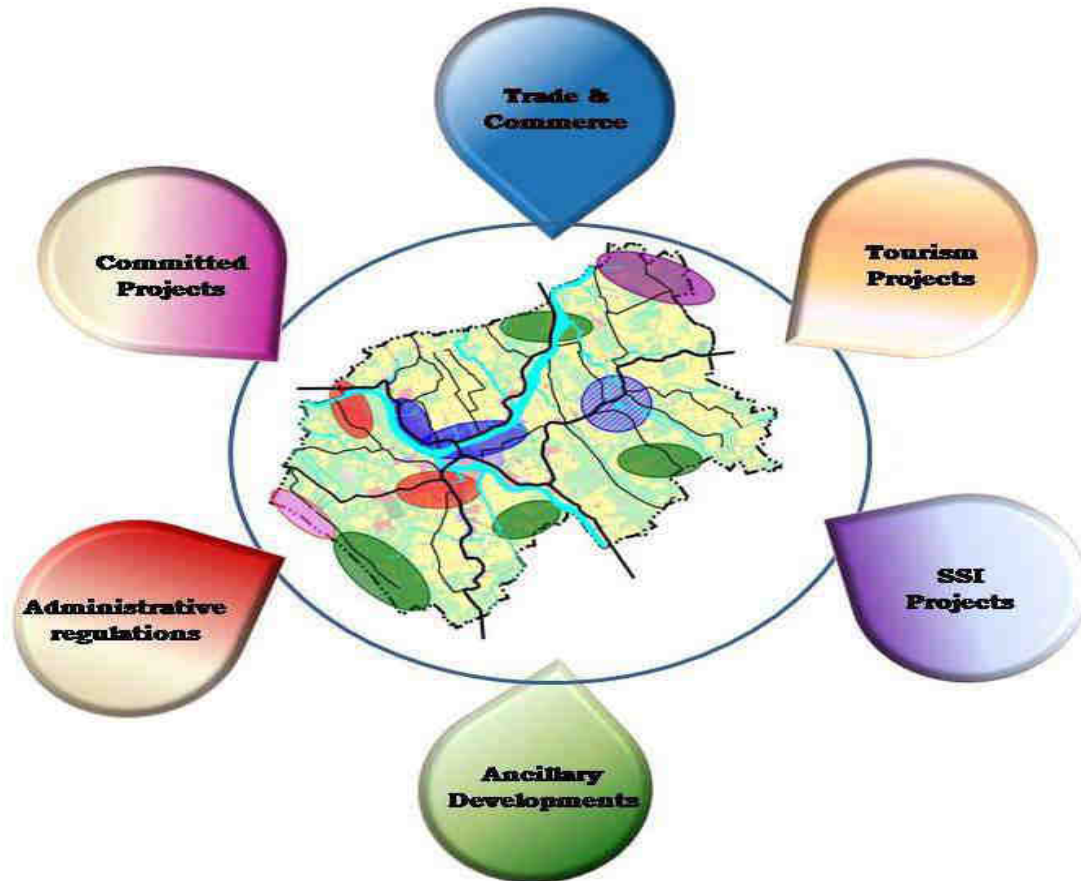 Trade &
Commerce
Committed
Projects
Tourism
Projects
Administrative
regulations
SSI
Projects
Ancillary
Developments